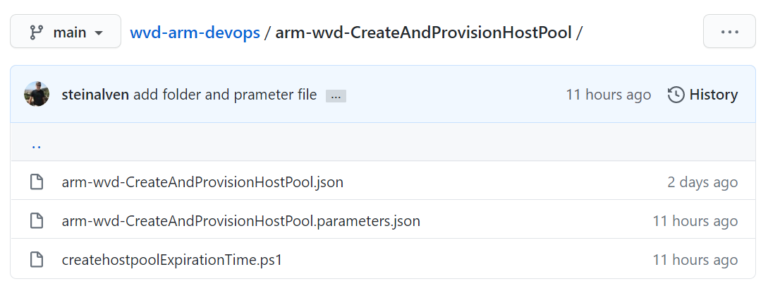 main wvd-arm-devops / arm-wvd-CreateAndProvisionHostPool / ...
steinalven add folder and prameter file ... 11 hours ago History
..
arm-wvd-CreateAndProvisionHostPool.json 2 days ago
arm-wvd-CreateAndProvisionHostPool.parameters.json 11 hours ago
createhostpoolExpirationTime.ps1 11 hours ago